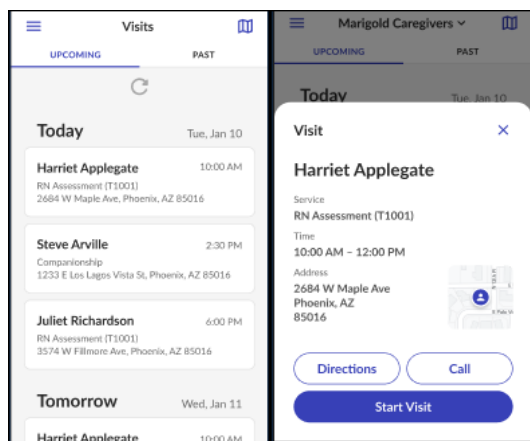 Visits
UPCOMING PAST
Today Tue, Jan 10
Harriet Applegate 10:00 AM
RN Assessment (T1001)
2684 W Maple Ave, Phoenix, AZ 85016
Steve Arville 2:30 PM
Companionship
1233 E Los Lagos Vista St, Phoenix, AZ 85016
Juliet Richardson 6:00 PM
RN Assessment (T1001)
3574 W Fillmore Ave, Phoenix, AZ 85016
Tomorrow Wed, Jan 11
Harriet Applegate 10:00 AM
Marigold Caregivers
UPCOMING PAST
Today Tue, Jan 10
Visit
Harriet Applegate
Service
RN Assessment (T1001)
Time
10:00 AM – 12:00 PM
Address
2684 W Maple Ave
Phoenix, AZ
85016
Directions Call
Start Visit